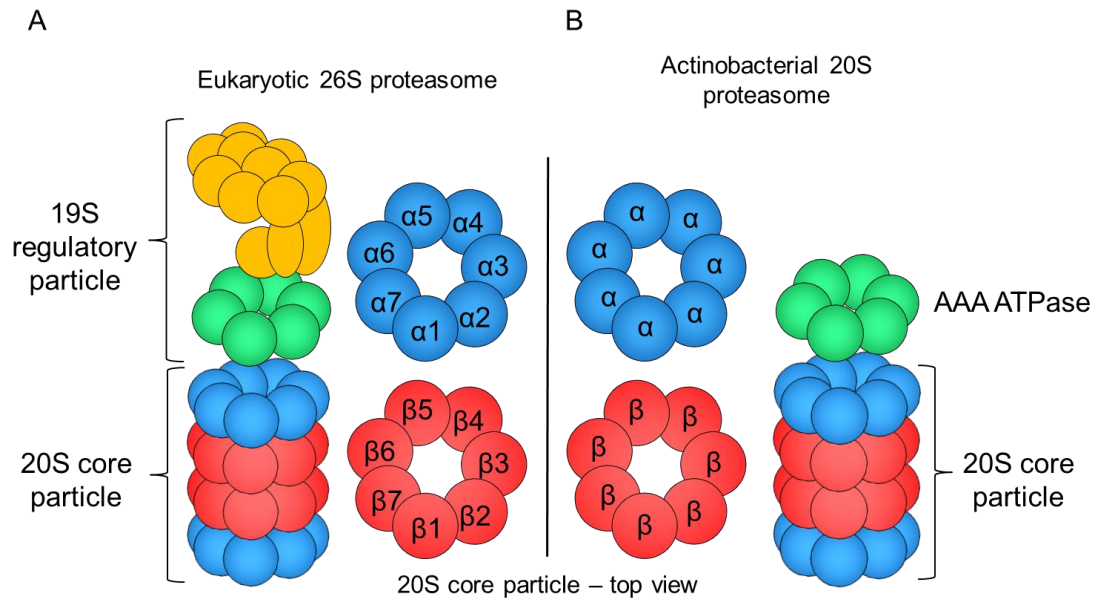 A
B
Eukaryotic 26S proteasome
Actinobacterial 20S
proteasome
19S
regulatory
particle
α5
α4
α6
α3
α7
α2
α1
α
α
α
α
α
α
α
AAA ATPase
20S core
particle
β5
β4
β6
β3
β7
β2
β1
β
β
β
β
β
β
β
20S core
particle
20S core particle – top view